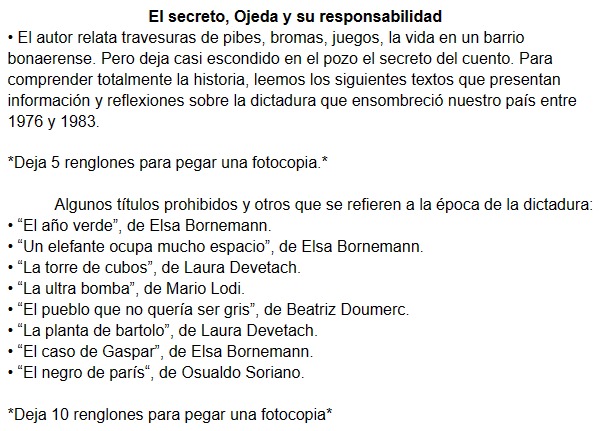 El secreto, Ojeda y su responsabilidad
• El autor relata travesuras de pibes, bromas, juegos, la vida en un barrio
bonaerense. Pero deja casi escondido en el pozo el secreto del cuento. Para
comprender totalmente la historia, leemos los siguientes textos que presentan
información y reflexiones sobre la dictadura que ensombreció nuestro país entre
1976 y 1983.
*Deja 5 renglones para pegar una fotocopia.*
Algunos títulos prohibidos y otros que se refieren a la época de la dictadura:
• “El año verde”, de Elsa Bornemann.
• “Un elefante ocupa mucho espacio”, de Elsa Bornemann.
• “La torre de cubos”, de Laura Devetach.
• “La ultra bomba”, de Mario Lodi.
• “El pueblo que no quería ser gris”, de Beatriz Doumerc.
• “La planta de bartolo”, de Laura Devetach.
• “El caso de Gaspar”, de Elsa Bornemann.
• “El negro de parís“, de Osualdo Soriano.
*Deja 10 renglones para pegar una fotocopia*